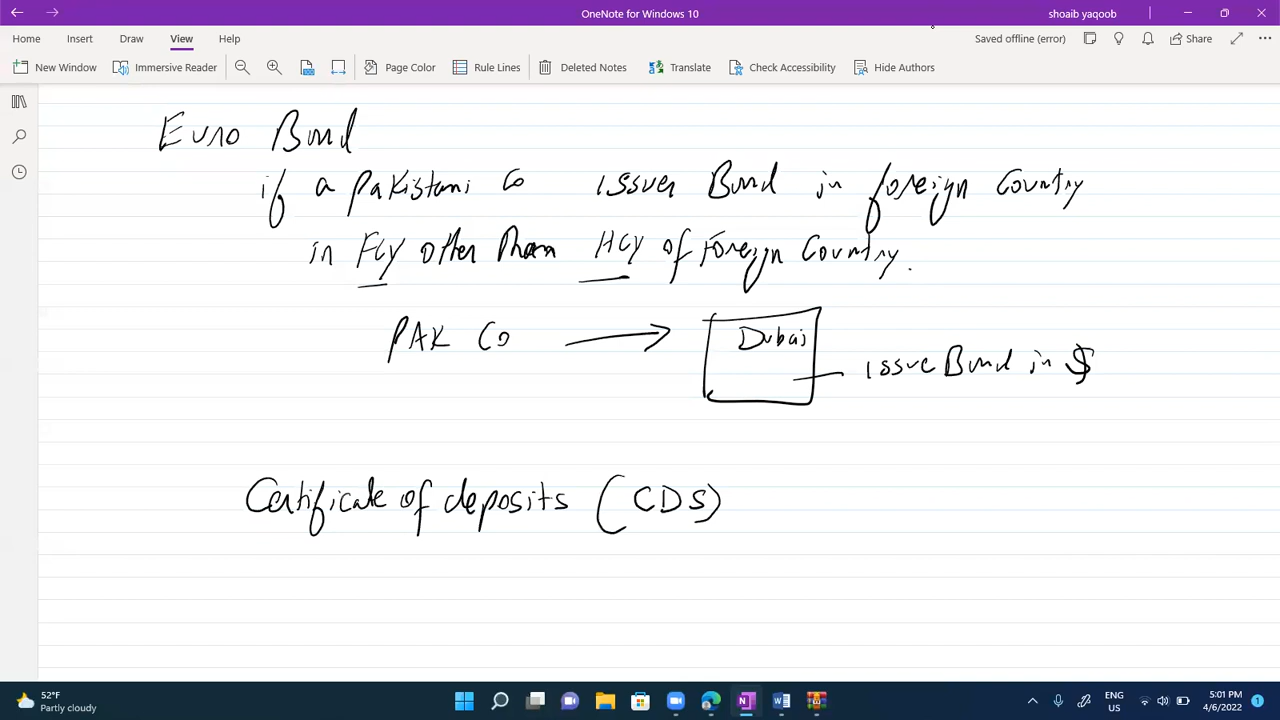 OneNote for Windows 10
shoaib yaqoob
Home Insert Draw View Help
Saved offline (error)
Share
New Window Immersive Reader Page Color Rule Lines Deleted Notes Translate Check Accessibility Hide Authors
Euro Bond
if a Pakistani Co issues Bond in foreign Country
in FCy other than HCy of Foreign Country.
PAK Co
Dubai
issue Bond in $
Certificate of deposits (CDS)
52°F
Partly cloudy
ENG
US
5:01 PM
4/6/2022